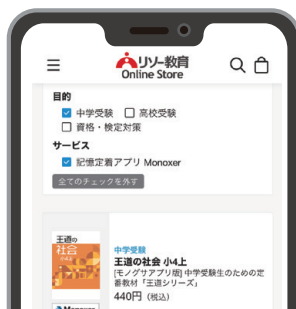 リソー教育
Online Store
目的
中学受験 高校受験
資格・検定対策
サービス
記憶定着アプリ Monoxer
全てのチェックを外す
王道の
社会
小4上
中学受験
王道の社会 小4上
[モノグサアプリ版] 中学受験生のための定
番教材「王道シリーズ」
440円 (税込)
Monoxer